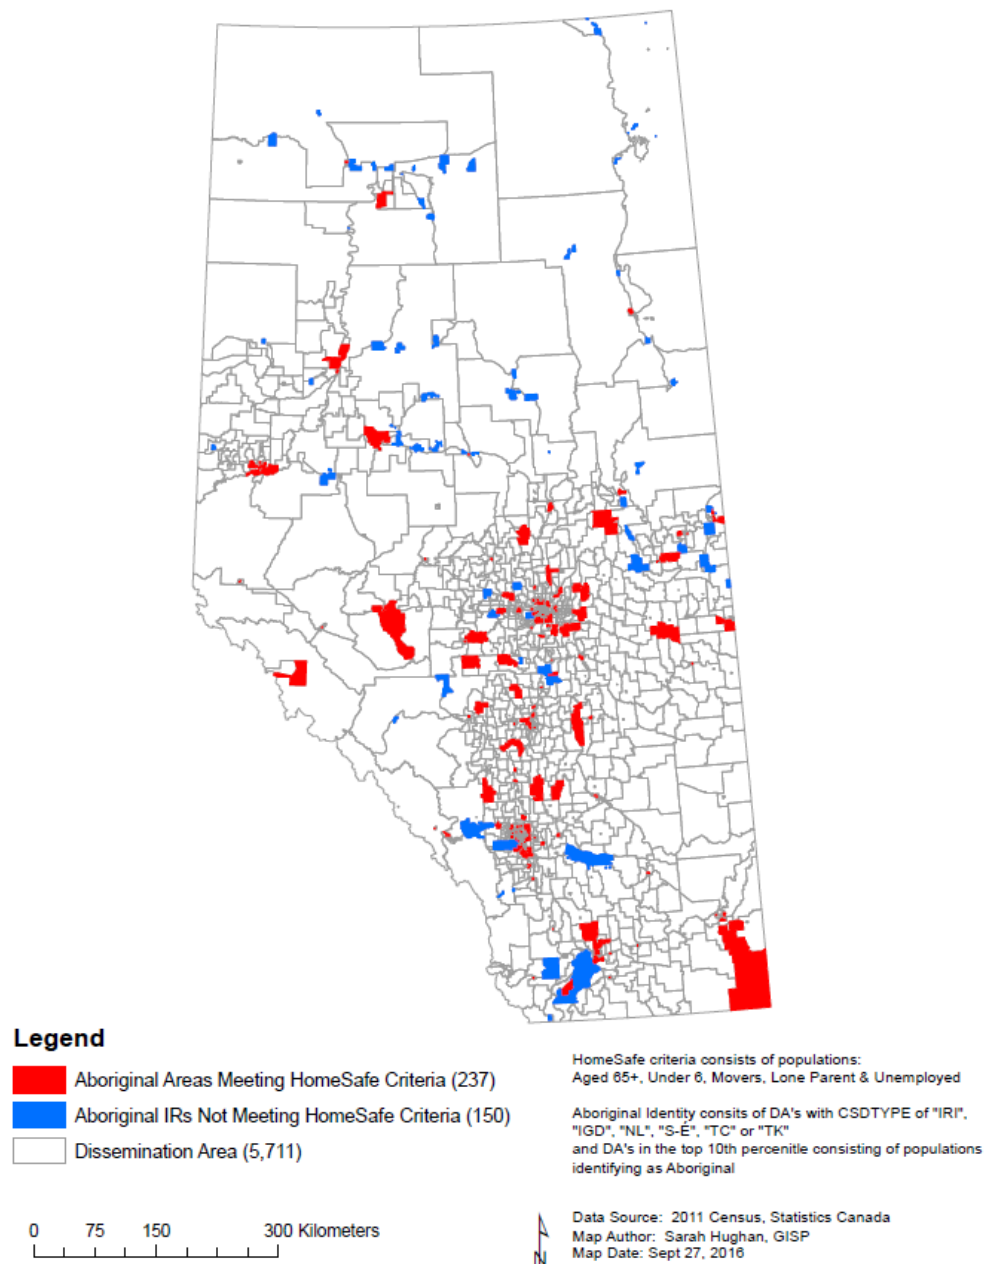 Legend
Aboriginal Areas Meeting HomeSafe Criteria (237)
Aboriginal IRs Not Meeting HomeSafe Criteria (150)
Dissemination Area (5,711)
0 75 150 300 Kilometers
HomeSafe criteria consists of populations:
Aged 65+, Under 6, Movers, Lone Parent & Unemployed
Aboriginal Identity consits of DA's with CSDTYPE of "IRI",
"IGD", "NL", "S-É", "TC" or "TK"
and DA's in the top 10th percenitle consisting of populations
identifying as Aboriginal
N
Data Source: 2011 Census, Statistics Canada
Map Author: Sarah Hughan, GISP
Map Date: Sept 27, 2016